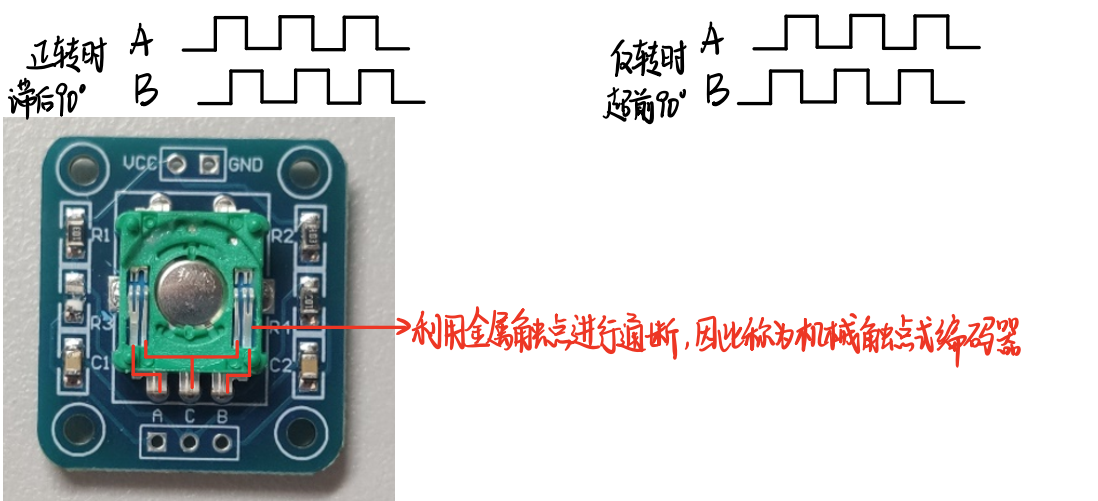 正转时 A
滞后90° B
反转时 A
超前90° B
VCC GND
R1 R2
103
R3 R4
利用金属触点进行通断,因此称为机械触点式编码器
C1 C2
A C B